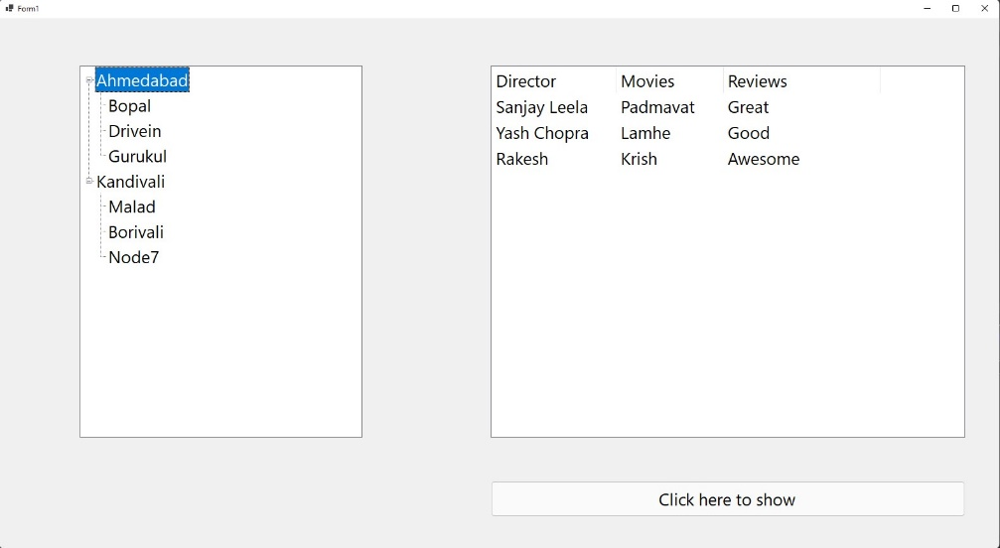 Form1
Ahmedabad
Bopal
Drivein
Gurukul
Kandivali
Malad
Borivali
Node7
Director Movies Reviews
Sanjay Leela Padmavat Great
Yash Chopra Lamhe Good
Rakesh Krish Awesome
Click here to show